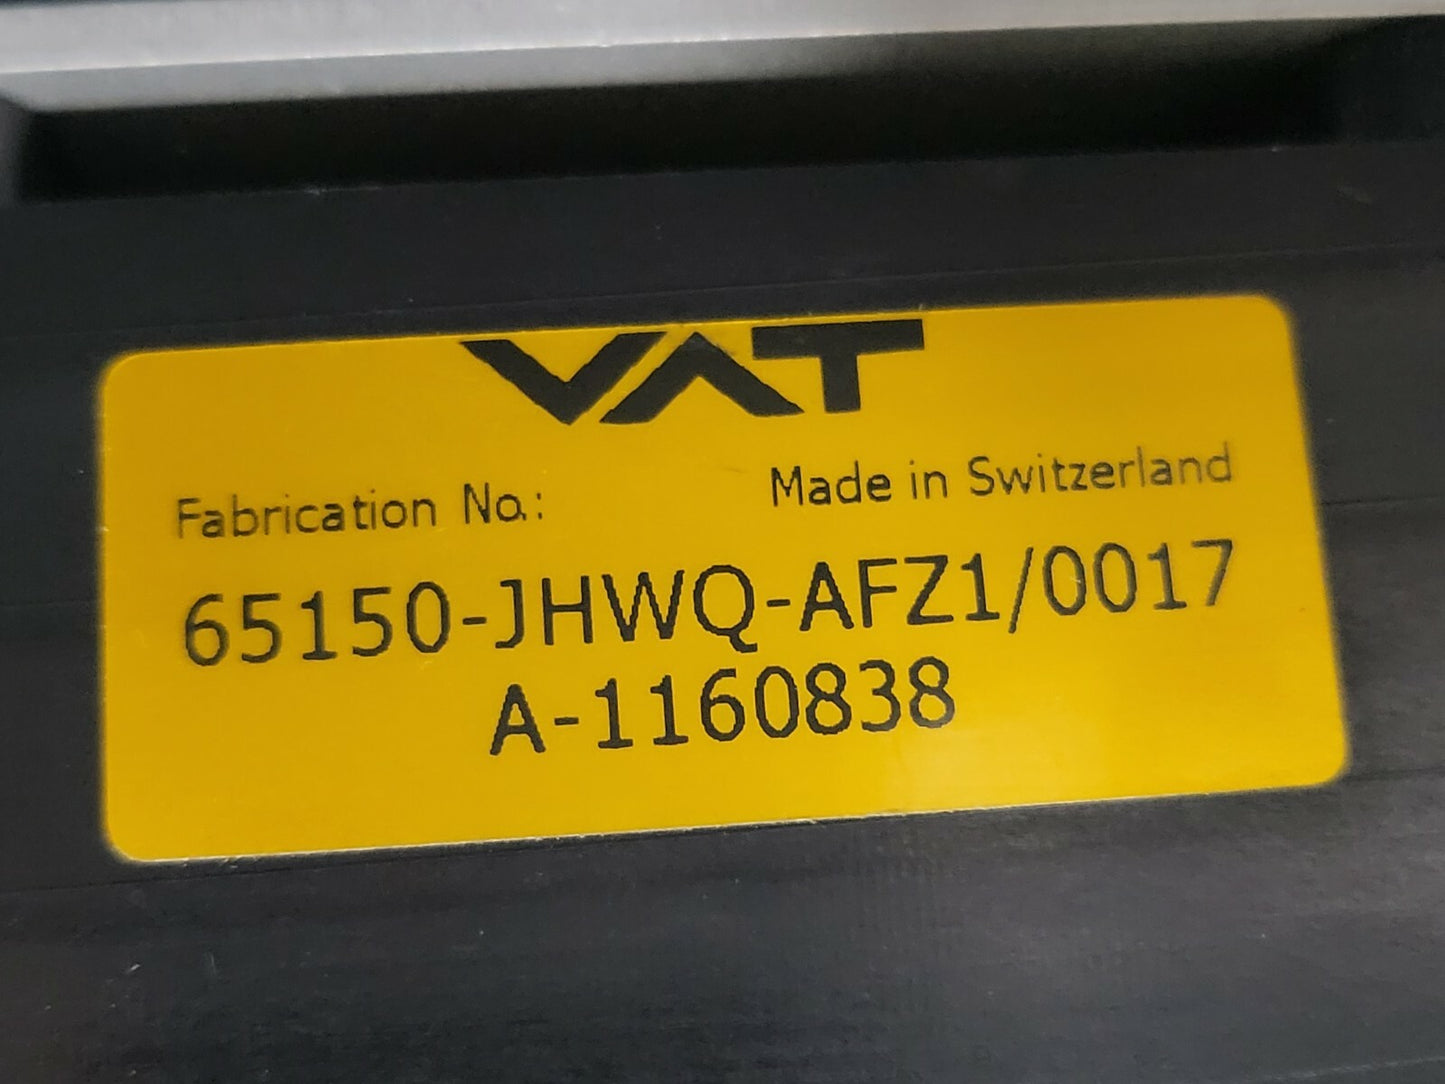 VAT
Fabrication No.: Made in Switzerland
65150-JHWQ-AFZ1/0017
A-1160838